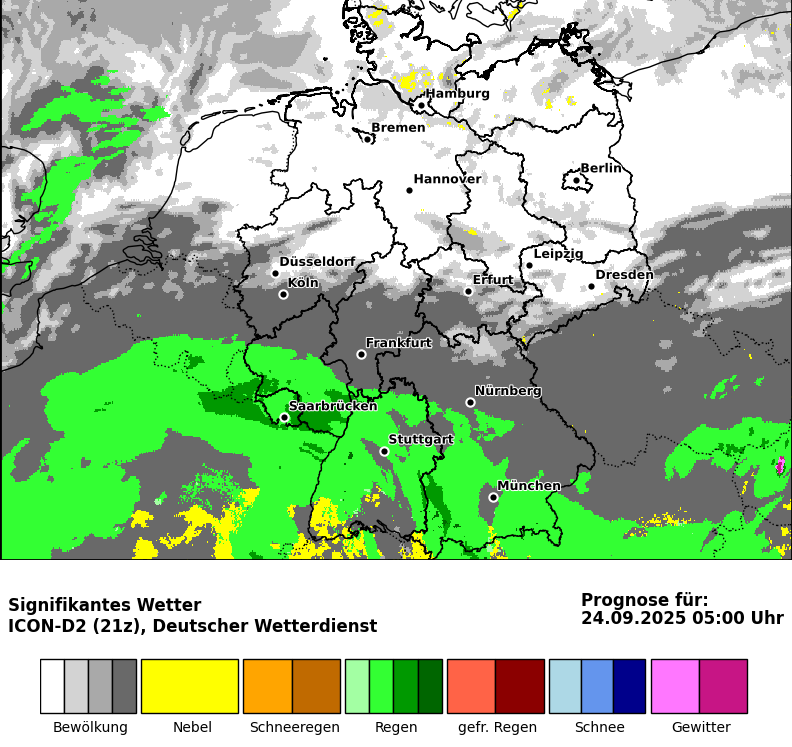 Hamburg
Bremen
Berlin
Hannover
Leipzig
Düsseldorf
Dresden
Köln
Erfurt
Frankfurt
Nürnberg
Saarbrücken
Stuttgart
München
Signifikantes Wetter
ICON-D2 (21z), Deutscher Wetterdienst
Prognose für:
24.09.2025 05:00 Uhr
Bewölkung
Nebel
Schneeregen
Regen
gefr. Regen
Schnee
Gewitter